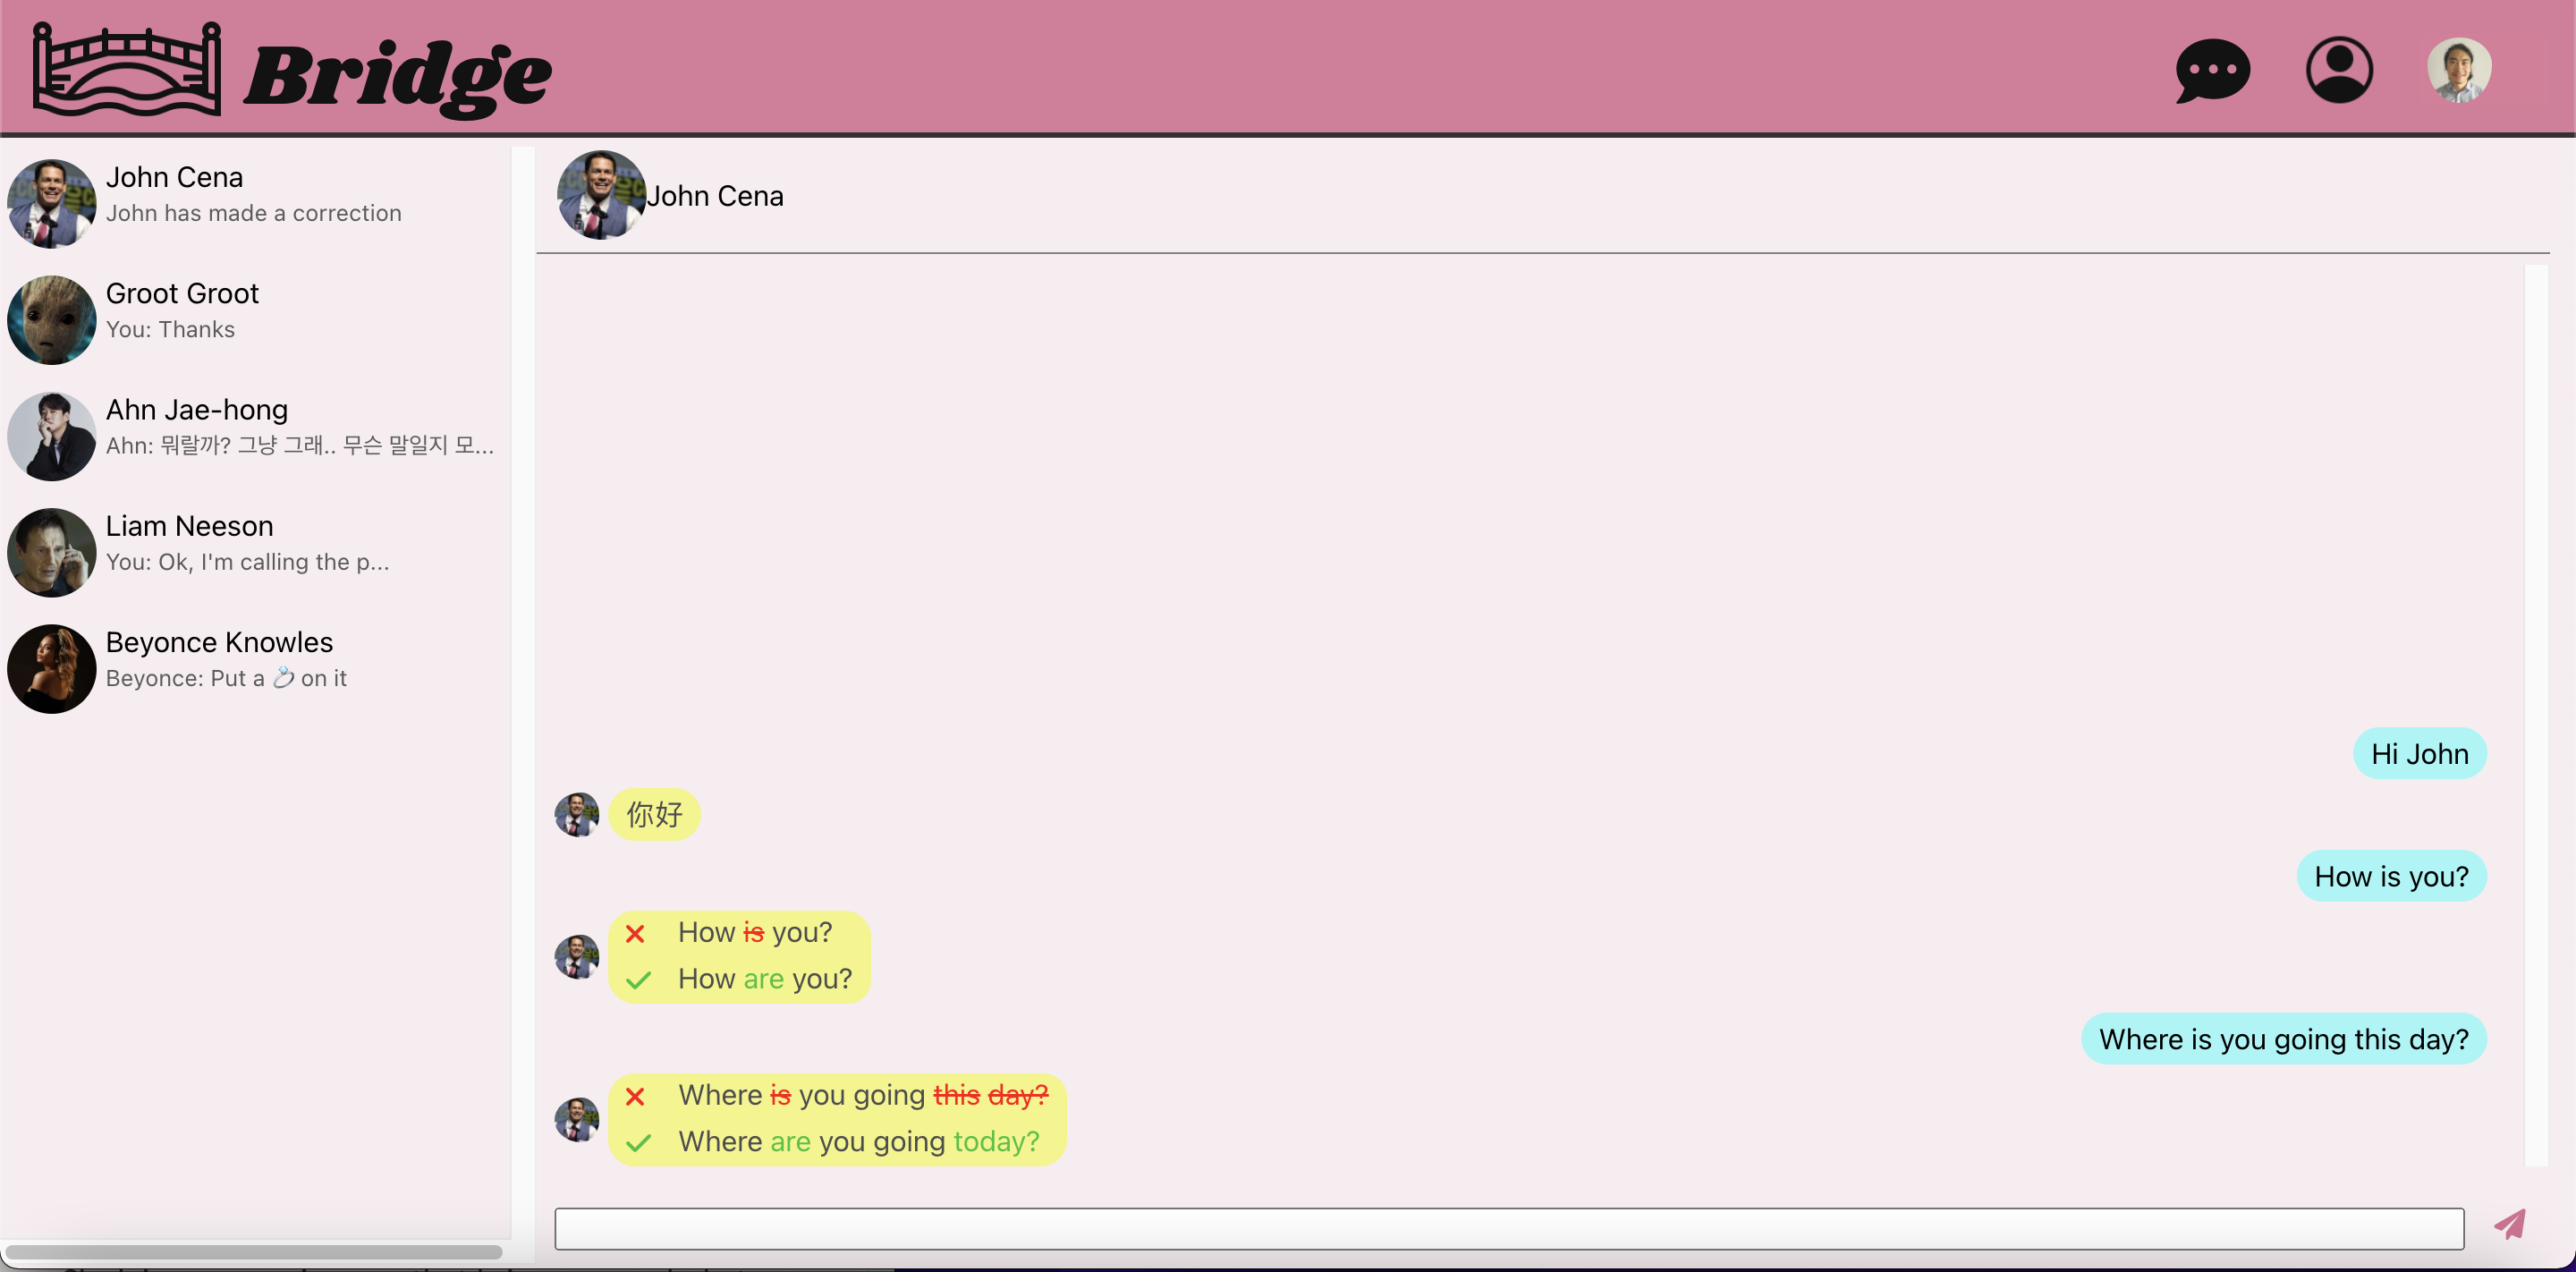 Bridge
John Cena
John has made a correction
Groot Groot
You: Thanks
Ahn Jae-hong
Ahn: 뭐랄까? 그냥 그래.. 무슨 말일지 모...
Liam Neeson
You: Ok, I'm calling the p...
Beyonce Knowles
Beyonce: Put a 💍 on it
John Cena
Hi John
你好
How is you?
How is you?
How are you?
Where is you going this day?
Where is you going this day?
Where are you going today?